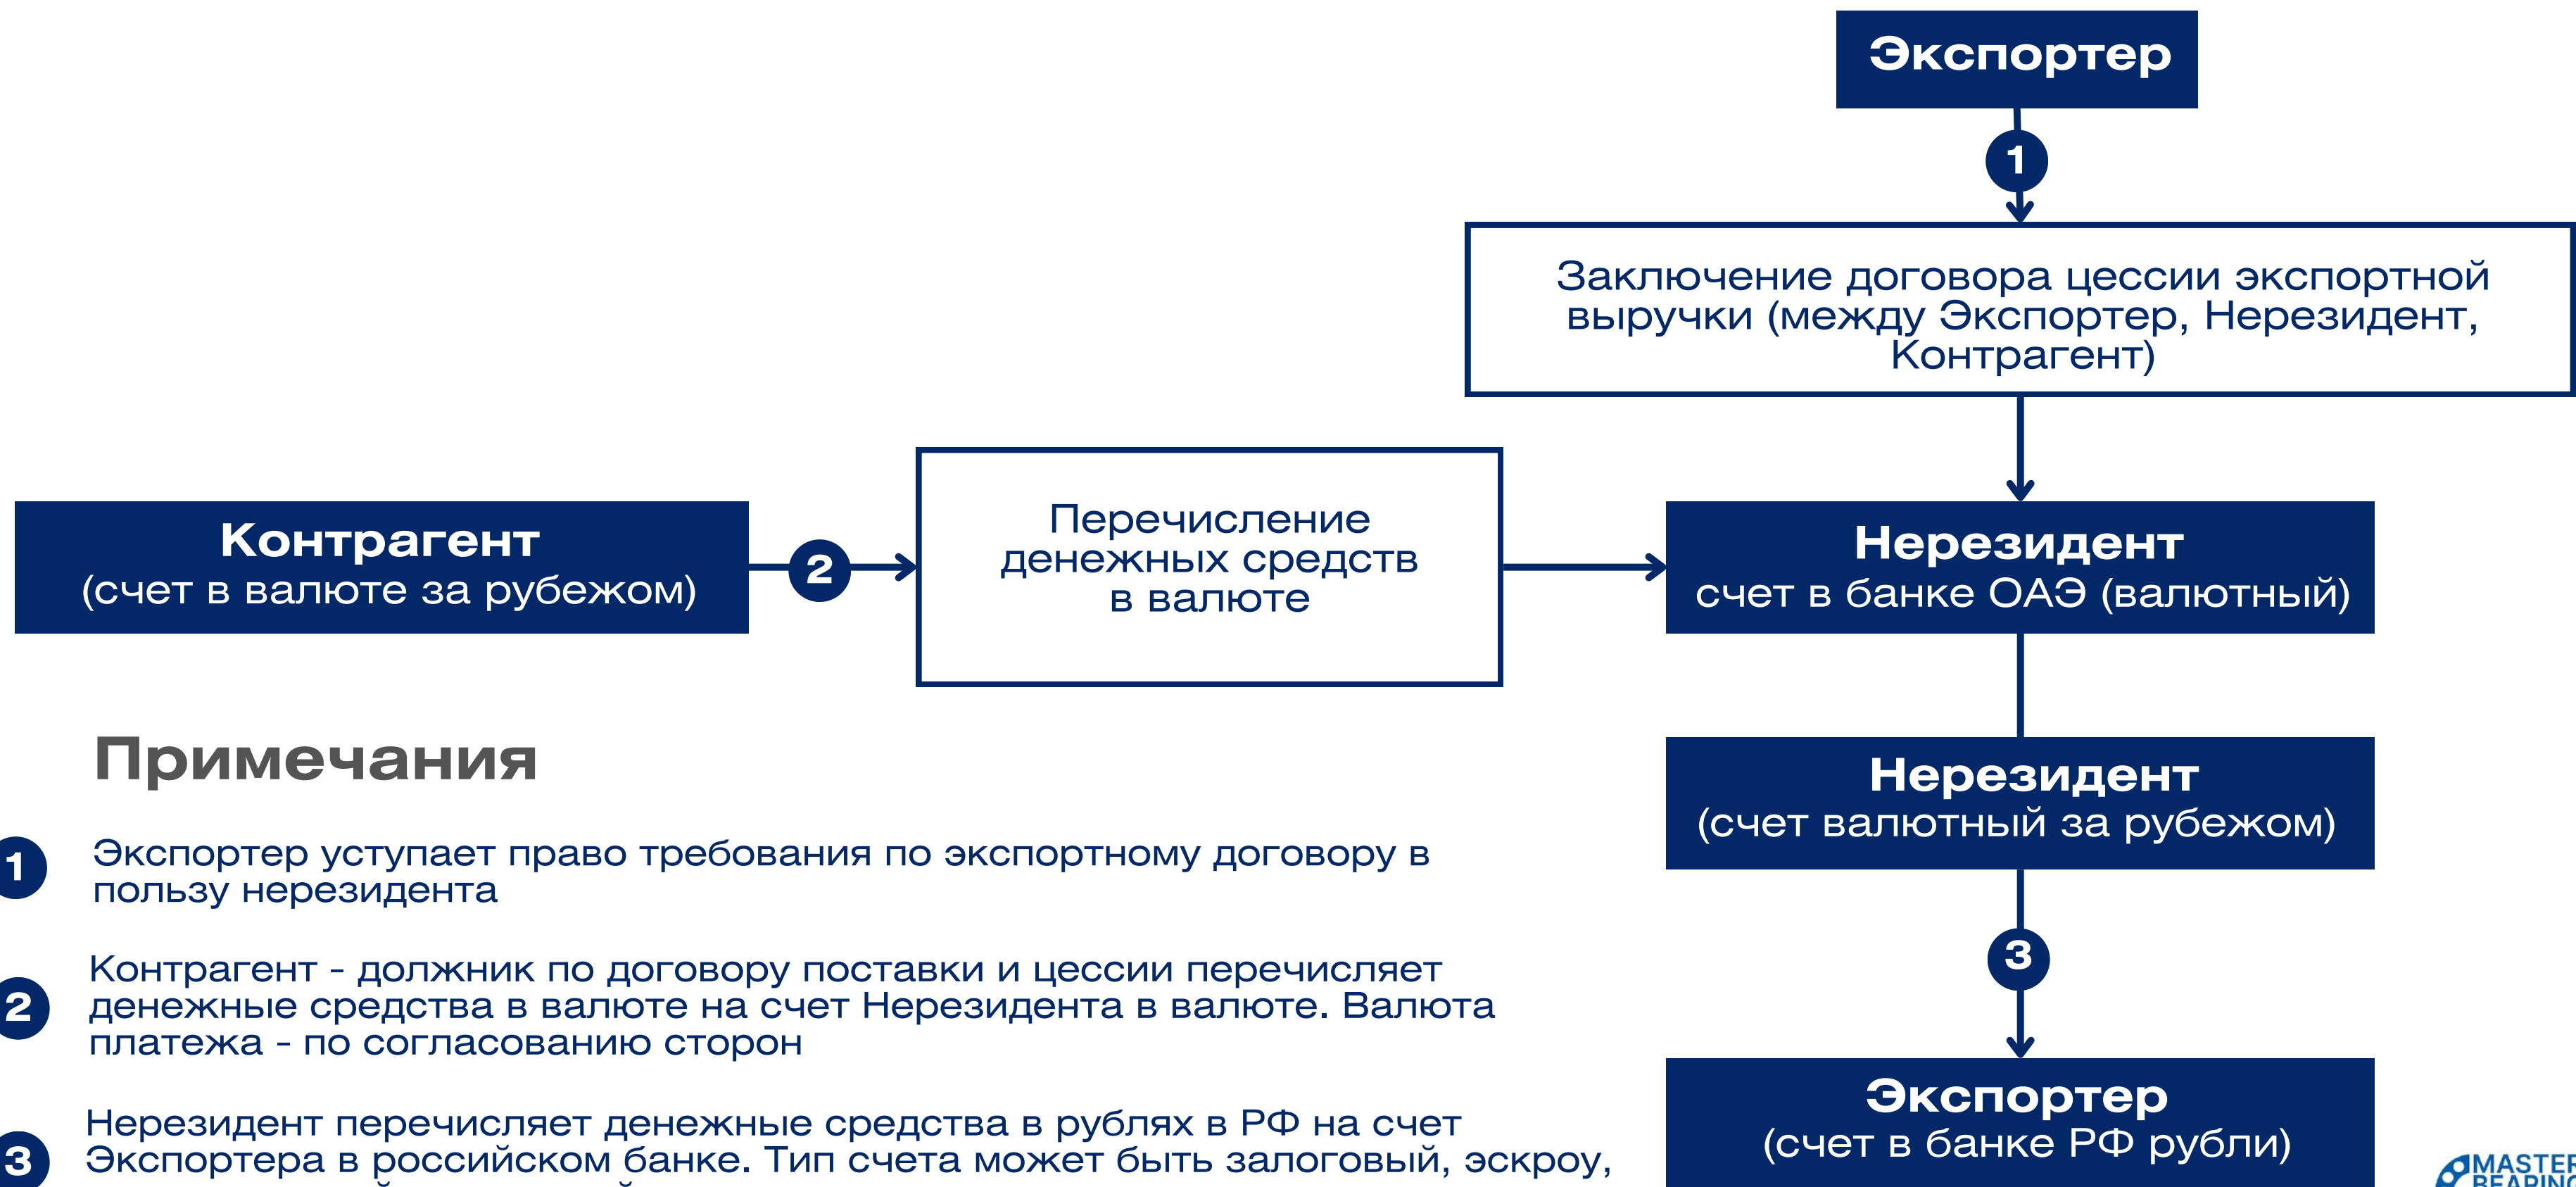 Экспортер
1
Заключение договора цессии экспортной
выручки (между Экспортер, Нерезидент,
Контрагент)
Контрагент
(счет в валюте за рубежом)
2
Перечисление
денежных средств
в валюте
Нерезидент
счет в банке ОАЭ (валютный)
Нерезидент
(счет валютный за рубежом)
3
Экспортер
(счет в банке РФ рубли)
Примечания
1
Экспортер уступает право требования по экспортному договору в
пользу нерезидента
2
Контрагент - должник по договору поставки и цессии перечисляет
денежные средства в валюте на счет Нерезидента в валюте. Валюта
платежа - по согласованию сторон
3
Нерезидент перечисляет денежные средства в рублях в РФ на счет
Экспортера в российском банке. Тип счета может быть залоговый, эскроу,
MASTER
BEARING